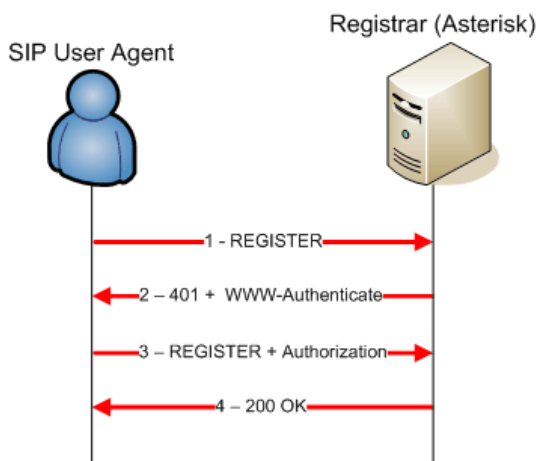 Registrar (Asterisk)
SIP User Agent
1 - REGISTER
2 – 401 + WWW-Authenticate
3 – REGISTER + Authorization
4 – 200 OK